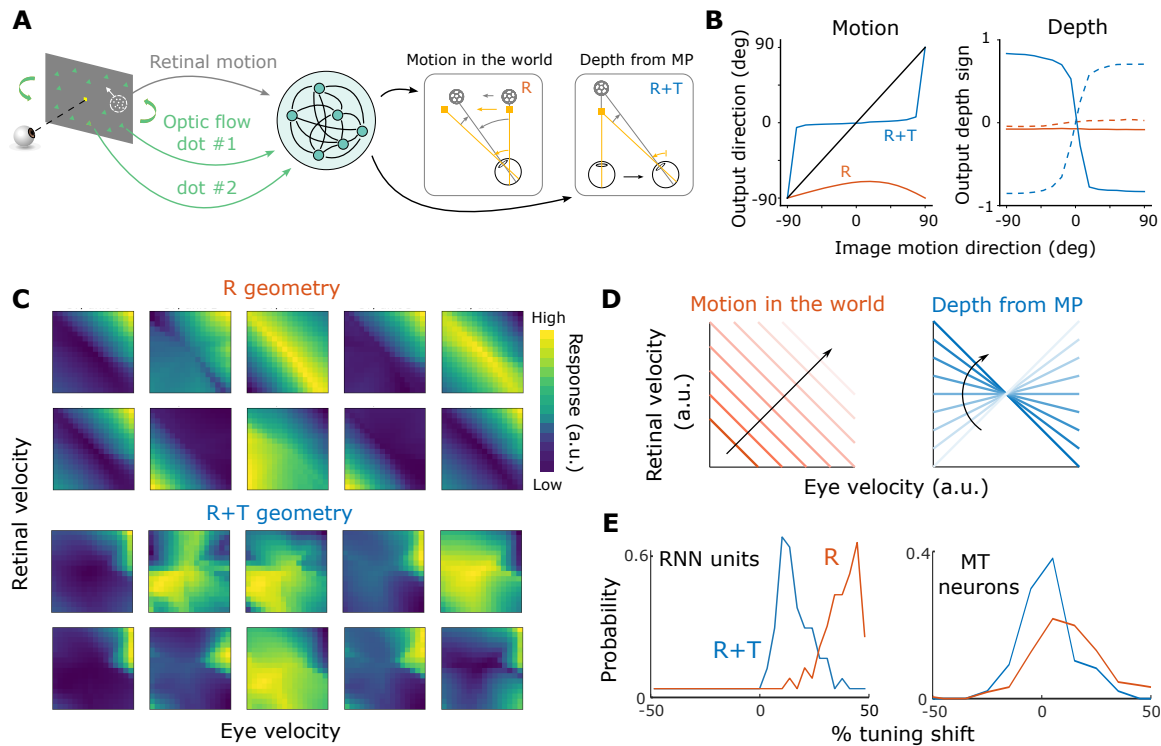 A
Retinal motion
Optic flow
dot #1
dot #2
Motion in the world
R
Depth from MP
R+T
B
Motion
Output direction (deg)
90
0
-90
R+T
R
-90
0
90
Depth
Output depth sign
1
0
-1
-90
0
90
Image motion direction (deg)
C
R geometry
High
Low
Response (a.u.)
R+T geometry
Retinal velocity
Eye velocity
D
Motion in the world
Depth from MP
Retinal velocity
(a.u.)
Eye velocity (a.u.)
E
Probability
0.6
0
RNN units
R
R+T
-50
0
50
0.4
0
MT
neurons
-50
0
50
% tuning shift